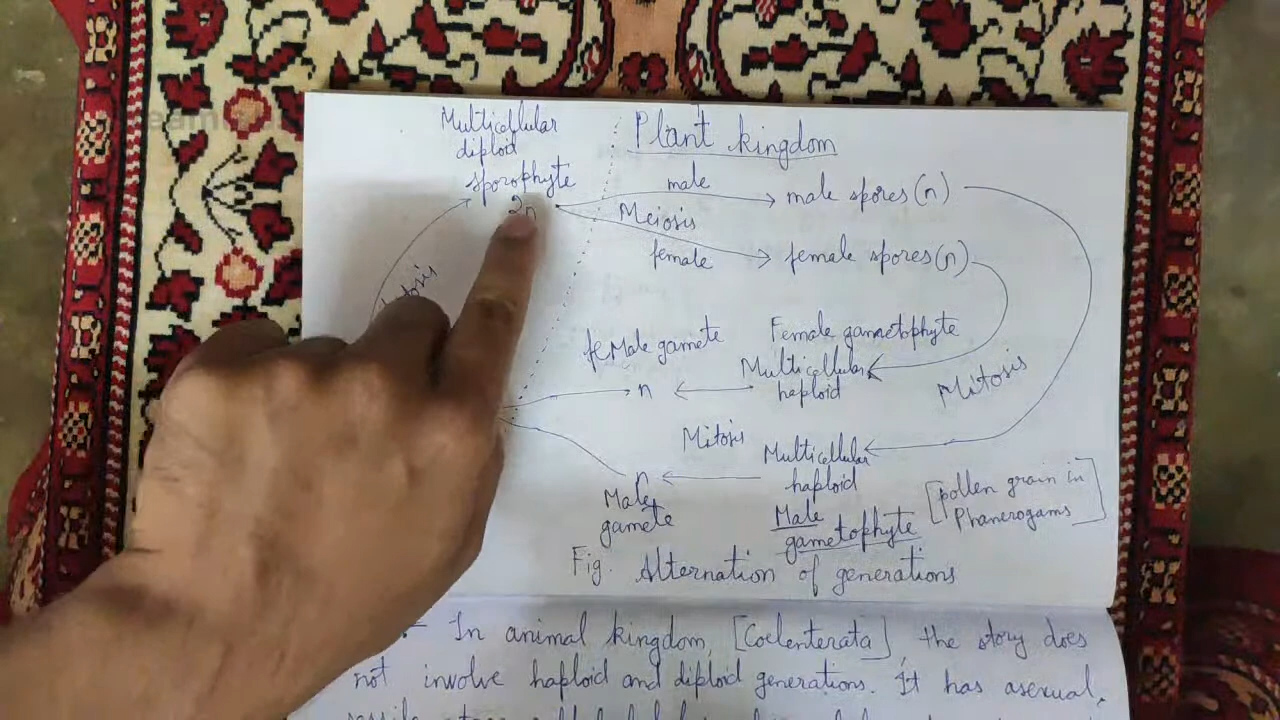 Plant kingdom
Multicellular
diploid
sporophyte
2n
male
male spores (n)
Meiosis
female
female spores (n)
Female gametophyte
feMale gamete
Multicellular
haploid
n
Mitosis
Mitosis
Multicellular
haploid
n
Male
gamete
Male
gametophyte
[pollen grain in
Phanerogams]
Fig. Alternation of generations
In animal kingdom, [Coelenterata], the story does
not involve haploid and diploid generations. It has asexual,